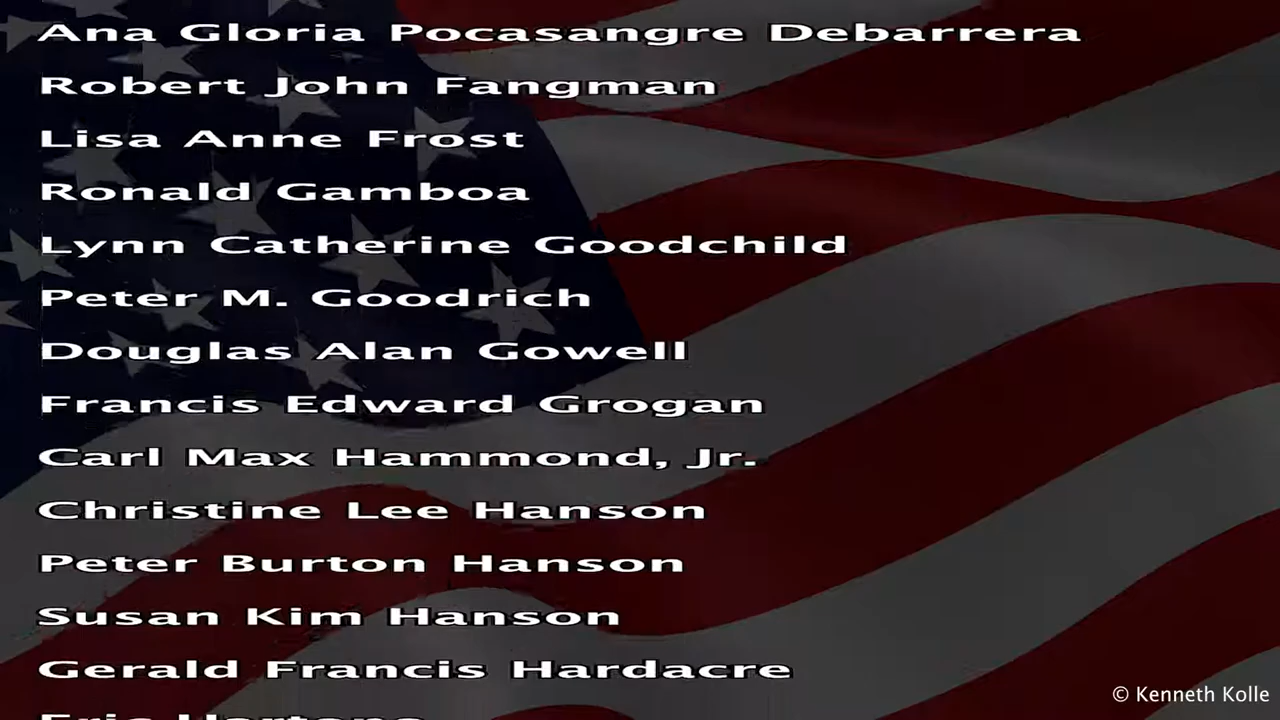 Ana Gloria Pocasangre Debarrera
Robert John Fangman
Lisa Anne Frost
Ronald Gamboa
Lynn Catherine Goodchild
Peter M. Goodrich
Douglas Alan Gowell
Francis Edward Grogan
Carl Max Hammond, Jr.
Christine Lee Hanson
Peter Burton Hanson
Susan Kim Hanson
Gerald Francis Hardacre
© Kenneth Kolle